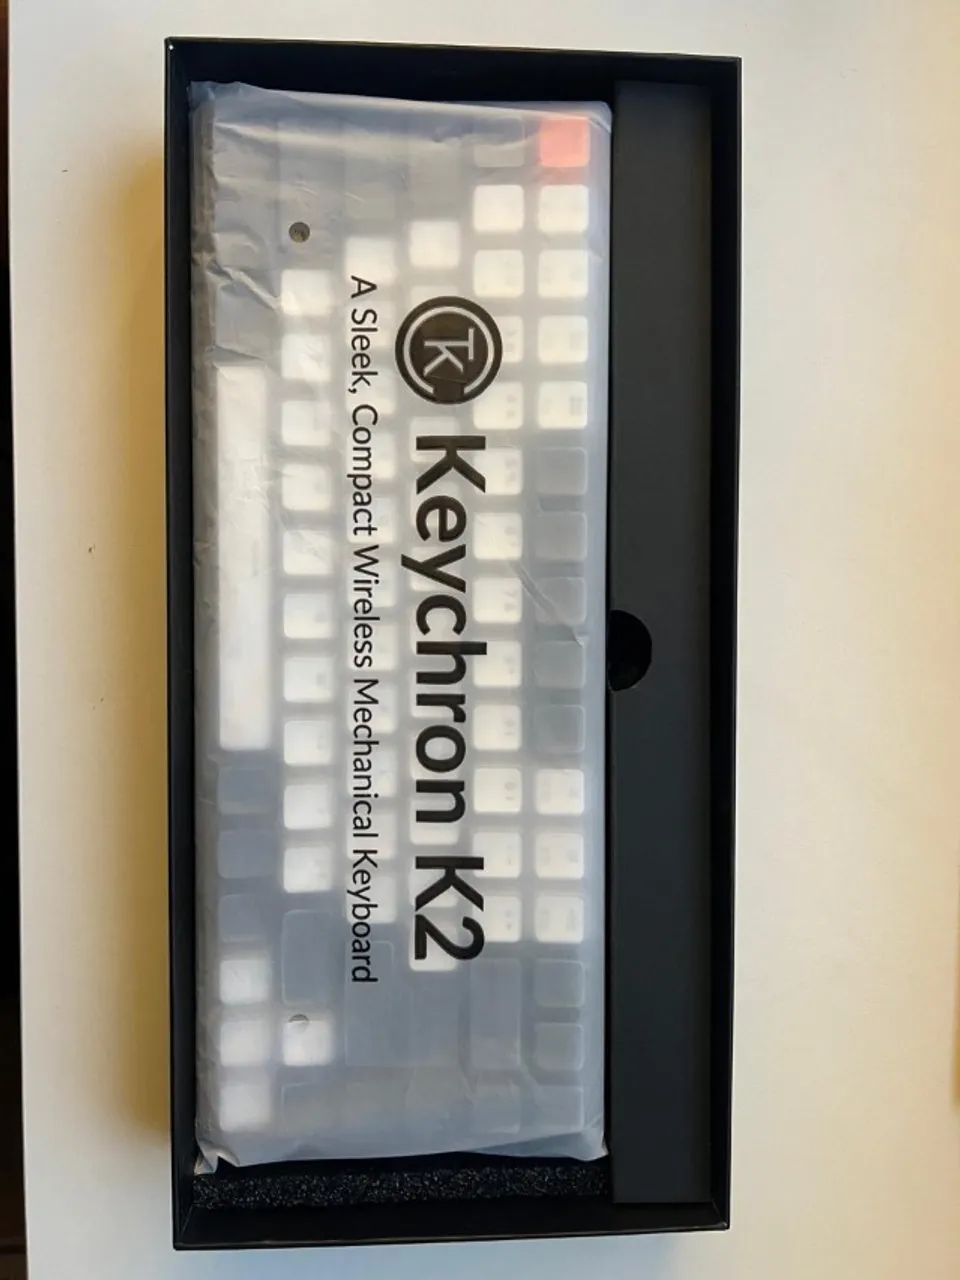 Keychron K2
A Sleek, Compact Wireless Mechanical Keyboard